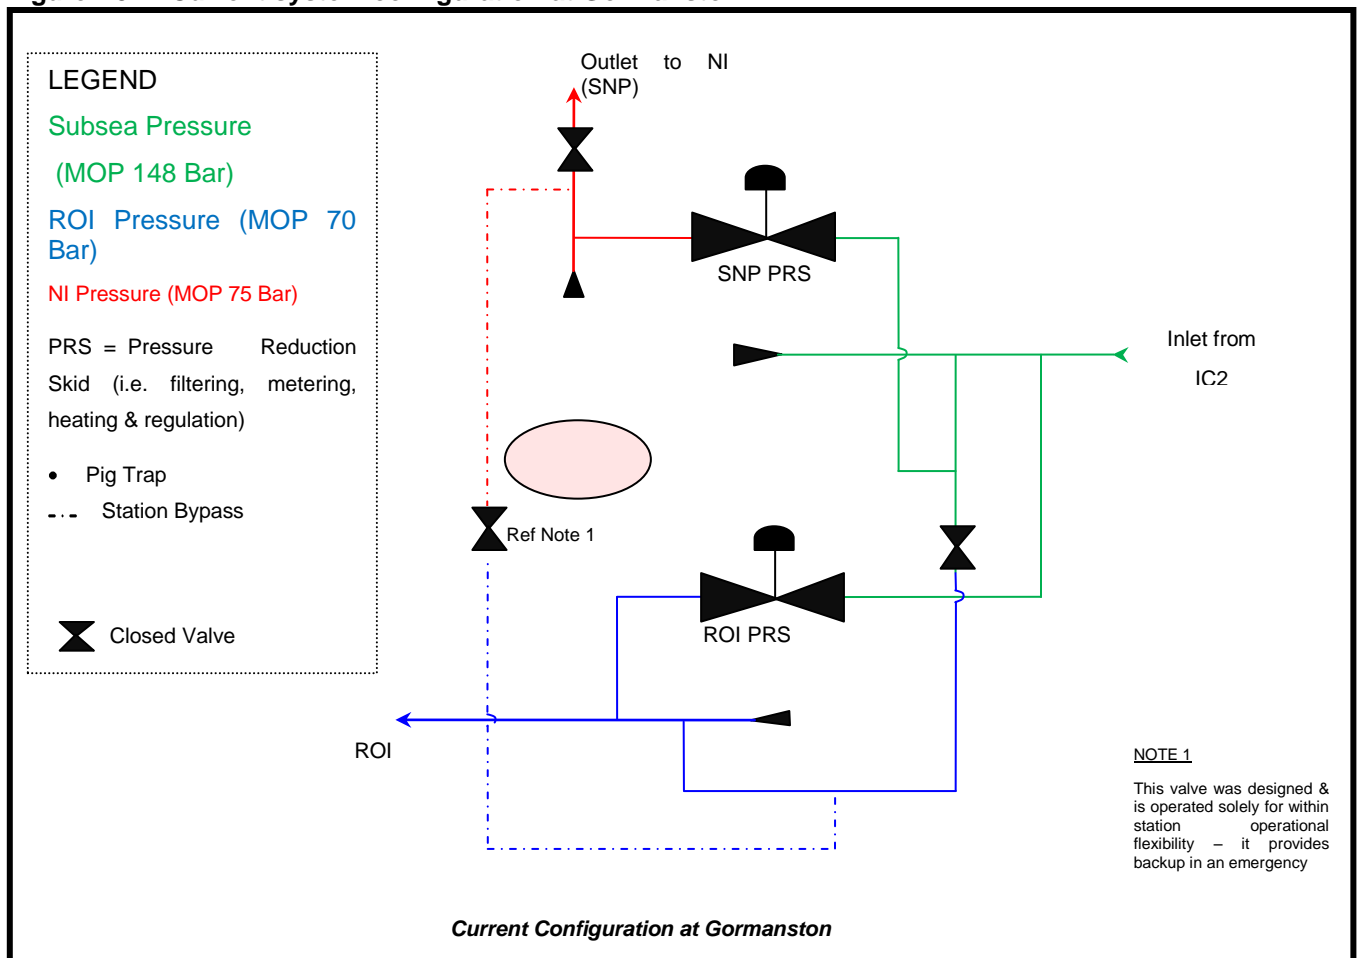 LEGEND
Subsea Pressure
(MOP 148 Bar)
ROI Pressure (MOP 70
Bar)
NI Pressure (MOP 75 Bar)
PRS = Pressure Reduction
Skid (i.e. filtering, metering,
heating & regulation)
• Pig Trap
Station Bypass
Closed Valve
Outlet to NI
(SNP)
SNP PRS
Inlet from
IC2
Ref Note 1
ROI PRS
ROI
NOTE 1
This valve was designed &
is operated solely for within
station operational
flexibility – it provides
backup in an emergency
Current Configuration at Gormanston